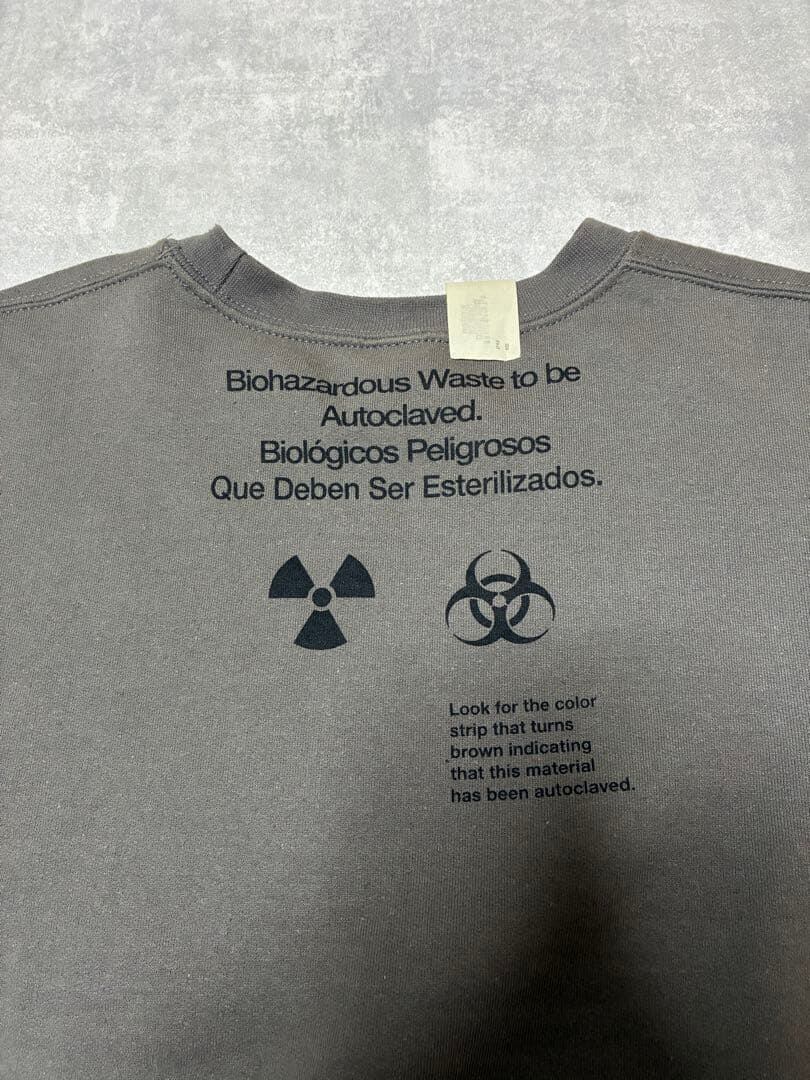 Biohazardous Waste to be
Autoclaved.
Biológicos Peligrosos
Que Deben Ser Esterilizados.
Look for the color
strip that turns
brown indicating
that this material
has been autoclaved.